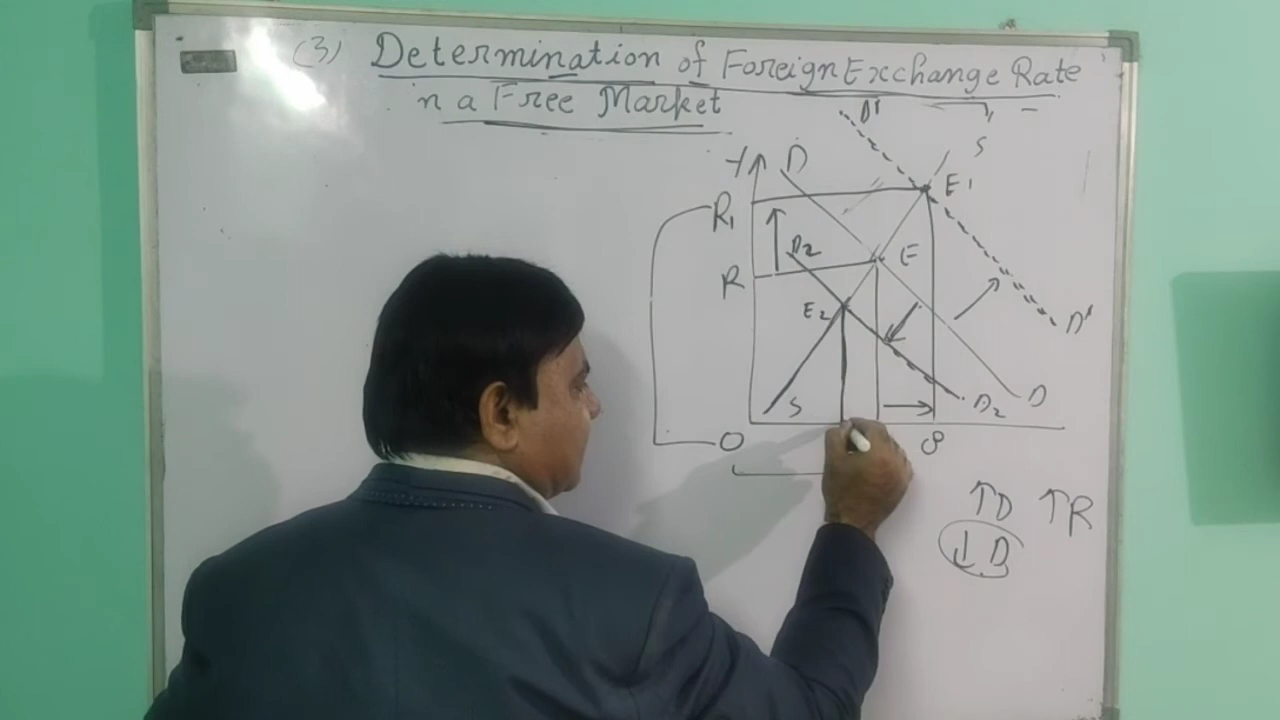 (3) Determination of Foreign Exchange Rate
in a Free Market
D'
Y D S
E1
R1
D2
R E
E2
D'
S D2 D
O
↑D ↑R
↓D